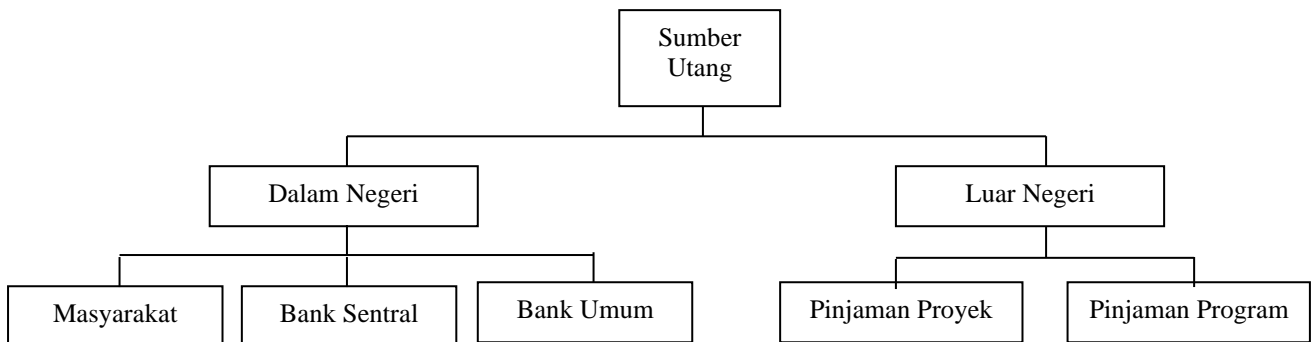 Sumber
Utang
Dalam Negeri
Luar Negeri
Masyarakat
Bank Sentral
Bank Umum
Pinjaman Proyek
Pinjaman Program